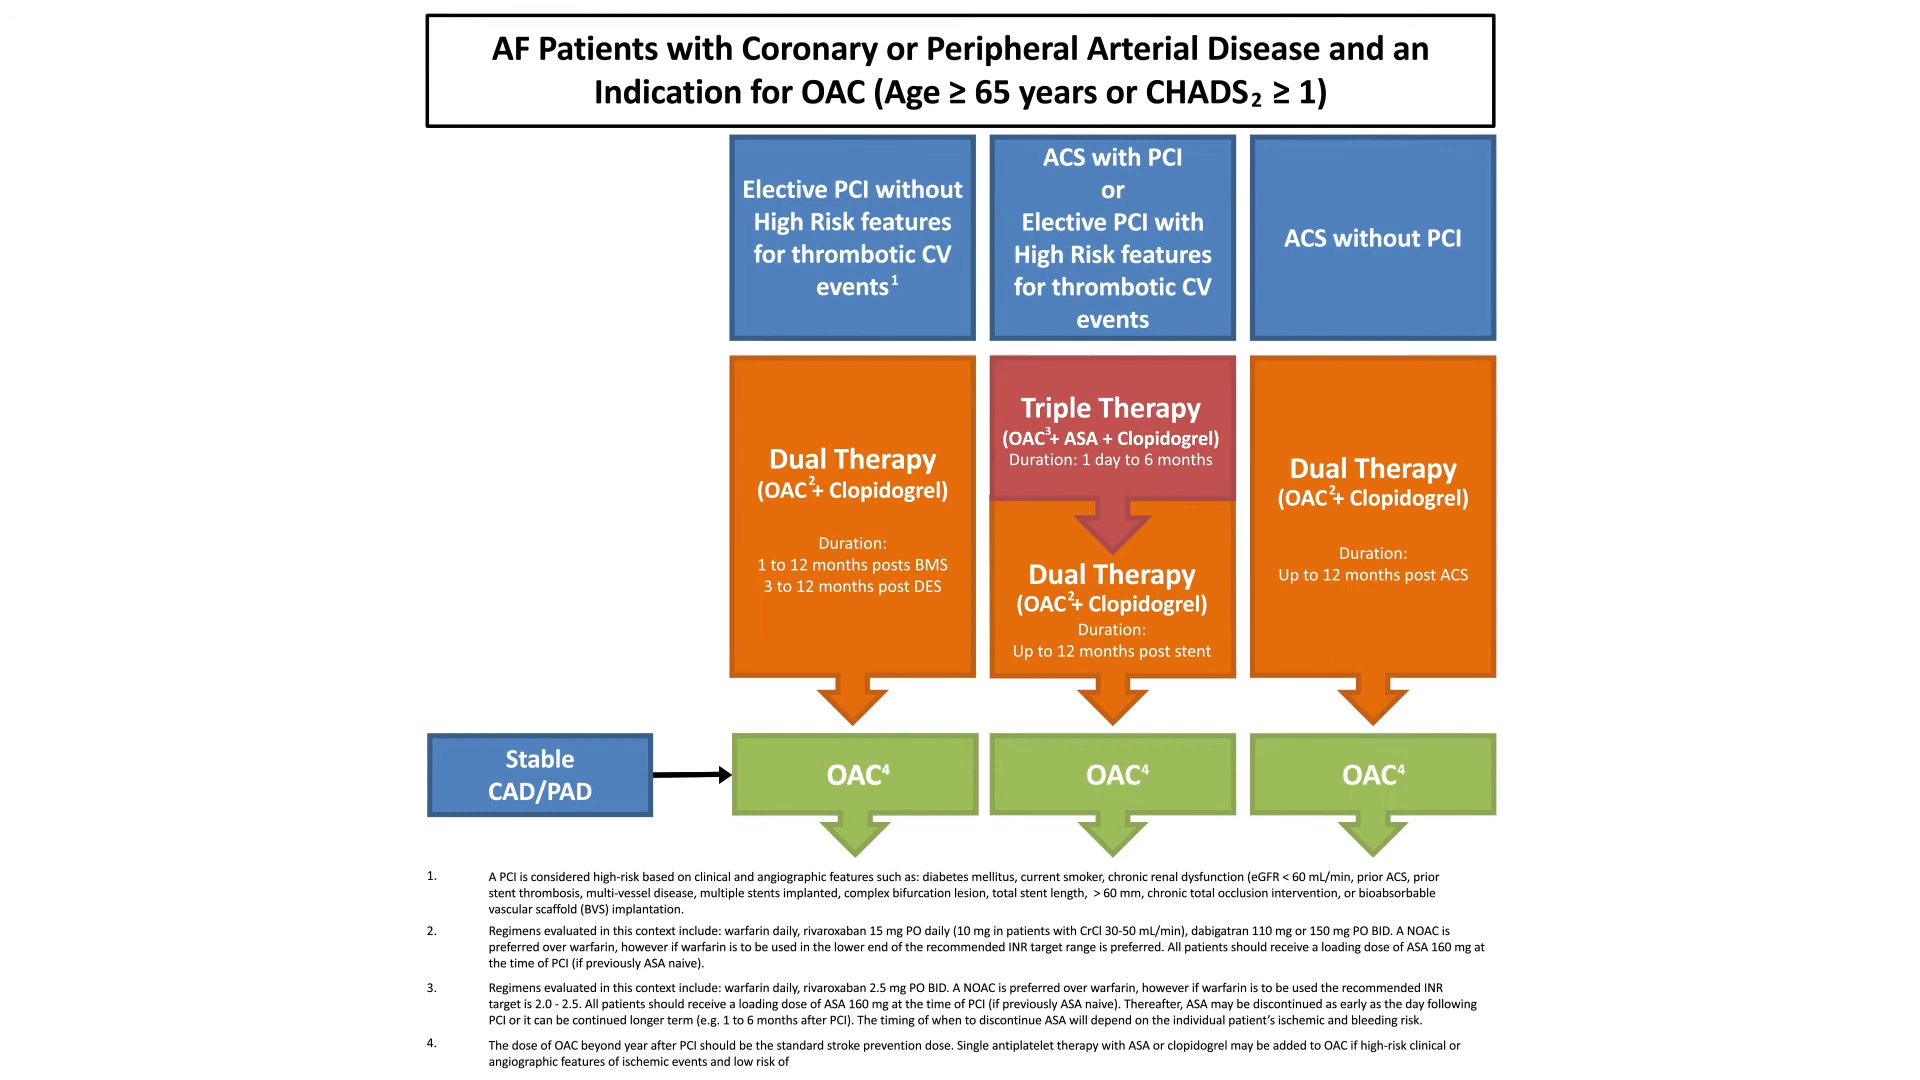 AF Patients with Coronary or Peripheral Arterial Disease and an
Indication for OAC (Age ≥ 65 years or CHADS₂ ≥ 1)
Elective PCI without
High Risk features
for thrombotic CV
events¹
ACS with PCI
or
Elective PCI with
High Risk features
for thrombotic CV
events
ACS without PCI
Dual Therapy
(OAC²+ Clopidogrel)
Duration:
1 to 12 months posts BMS
3 to 12 months post DES
Triple Therapy
(OAC³+ ASA + Clopidogrel)
Duration: 1 day to 6 months
Dual Therapy
(OAC²+ Clopidogrel)
Duration:
Up to 12 months post stent
Dual Therapy
(OAC²+ Clopidogrel)
Duration:
Up to 12 months post ACS
Stable
CAD/PAD
OAC⁴
OAC⁴
OAC⁴
1. A PCI is considered high-risk based on clinical and angiographic features such as: diabetes mellitus, current smoker, chronic renal dysfunction (eGFR < 60 mL/min, prior ACS, prior
stent thrombosis, multi-vessel disease, multiple stents implanted, complex bifurcation lesion, total stent length, > 60 mm, chronic total occlusion intervention, or bioabsorbable
vascular scaffold (BVS) implantation.
2. Regimens evaluated in this context include: warfarin daily, rivaroxaban 15 mg PO daily (10 mg in patients with CrCl 30-50 mL/min), dabigatran 110 mg or 150 mg PO BID. A NOAC is
preferred over warfarin, however if warfarin is to be used in the lower end of the recommended INR target range is preferred. All patients should receive a loading dose of ASA 160 mg at
the time of PCI (if previously ASA naive).
3. Regimens evaluated in this context include: warfarin daily, rivaroxaban 2.5 mg PO BID. A NOAC is preferred over warfarin, however if warfarin is to be used the recommended INR
target is 2.0 - 2.5. All patients should receive a loading dose of ASA 160 mg at the time of PCI (if previously ASA naive). Thereafter, ASA may be discontinued as early as the day following
PCI or it can be continued longer term (e.g. 1 to 6 months after PCI). The timing of when to discontinue ASA will depend on the individual patient's ischemic and bleeding risk.
4. The dose of OAC beyond year after PCI should be the standard stroke prevention dose. Single antiplatelet therapy with ASA or clopidogrel may be added to OAC if high-risk clinical or
angiographic features of ischemic events and low risk of